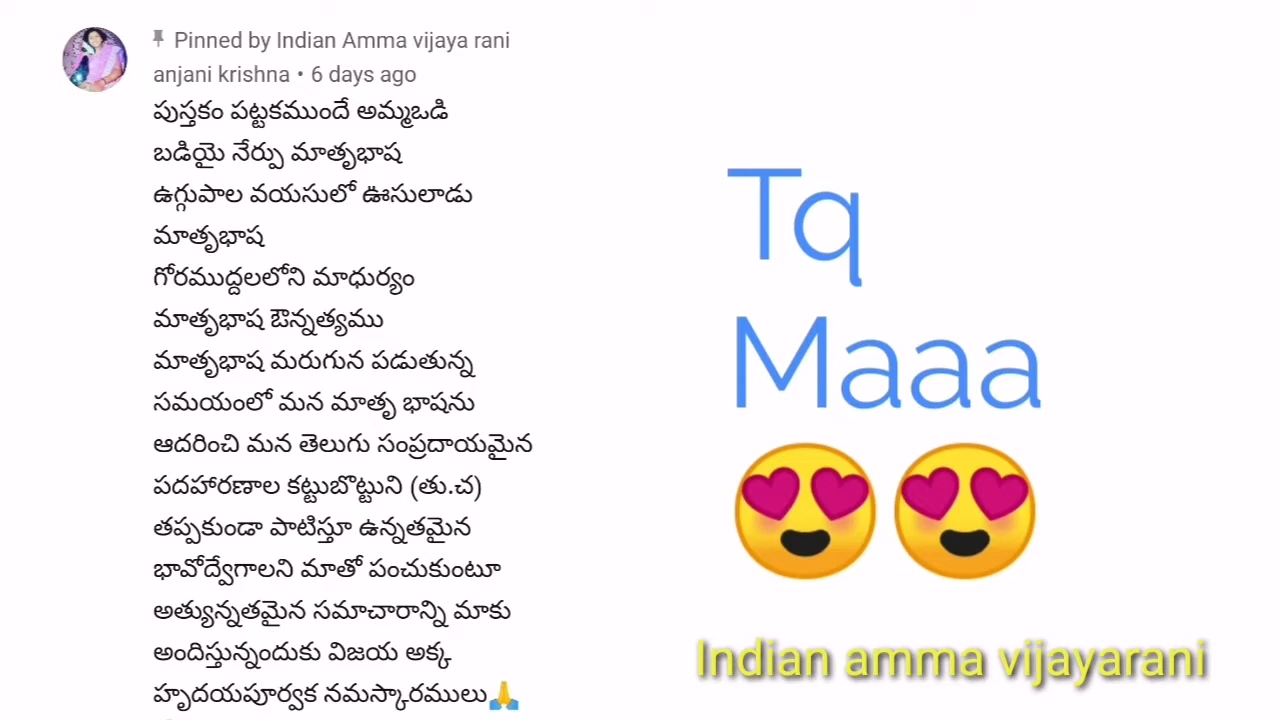 Pinned by Indian Amma vijaya rani
anjani krishna • 6 days ago
పుస్తకం పట్టకముందే అమ్మఒడి
బడియై నేర్పు మాతృభాష
ఉగ్గుపాల వయసులో ఊసులాడు
మాతృభాష
గోరముద్దలలోని మాధుర్యం
మాతృభాష ఔన్నత్యము
మాతృభాష మరుగున పడుతున్న
సమయంలో మన మాతృ భాషను
ఆదరించి మన తెలుగు సంప్రదాయమైన
పదహారణాల కట్టుబొట్టుని (తు.చ)
తప్పకుండా పాటిస్తూ ఉన్నతమైన
భావోద్వేగాలని మాతో పంచుకుంటూ
అత్యున్నతమైన సమాచారాన్ని మాకు
అందిస్తున్నందుకు విజయ అక్క
హృదయపూర్వక నమస్కారములు🙏
Tq
Maaa
😍😍
Indian amma vijayarani